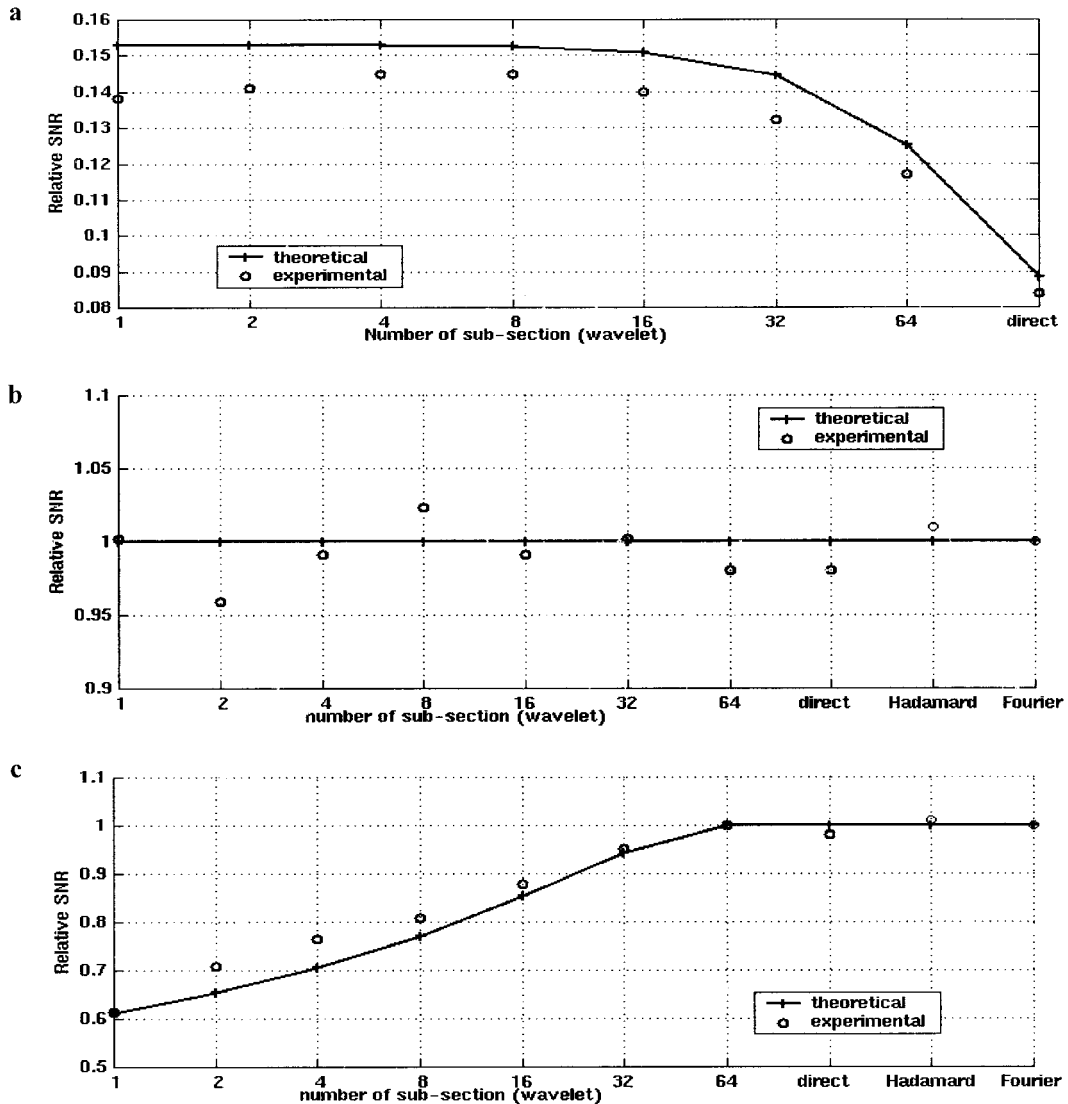 a
Relative SNR
0.16
0.15
0.14
0.13
0.12
0.11
0.1
0.09
0.08
theoretical
experimental
1 2 4 8 16 32 64 direct
Number of sub-section (wavelet)
b
Relative SNR
1.1
1.05
1
0.95
0.9
theoretical
experimental
1 2 4 8 16 32 64 direct Hadamard Fourier
number of sub-section (wavelet)
c
Relative SNR
1.1
1
0.9
0.8
0.7
0.6
0.5
theoretical
experimental
1 2 4 8 16 32 64 direct Hadamard Fourier
number of sub-section (wavelet)